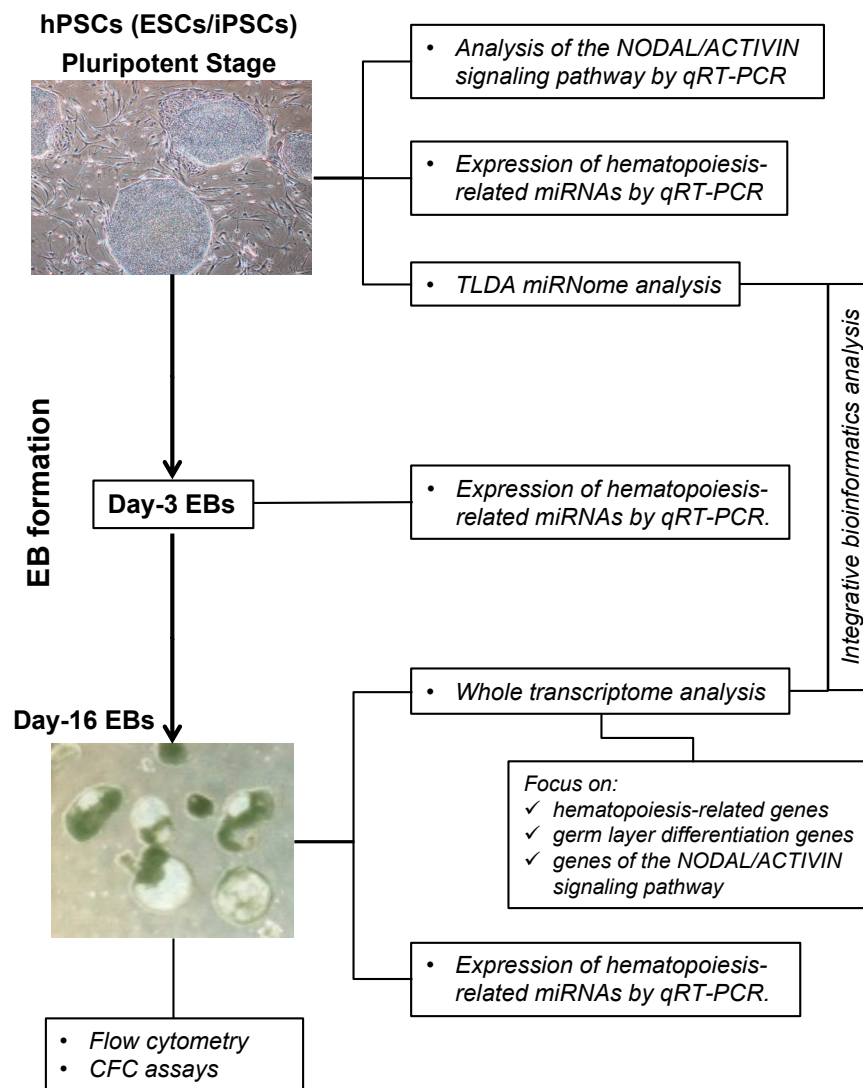 hPSCs (ESCs/iPSCs)
Pluripotent Stage
• Analysis of the NODAL/ACTIVIN
signaling pathway by qRT-PCR
• Expression of hematopoiesis-
related miRNAs by qRT-PCR
• TLDA miRNome analysis
Integrative bioinformatics analysis
EB formation
Day-3 EBs
• Expression of hematopoiesis-
related miRNAs by qRT-PCR.
Day-16 EBs
• Whole transcriptome analysis
Focus on:
✓ hematopoiesis-related genes
✓ germ layer differentiation genes
✓ genes of the NODAL/ACTIVIN
signaling pathway
• Expression of hematopoiesis-
related miRNAs by qRT-PCR.
• Flow cytometry
• CFC assays